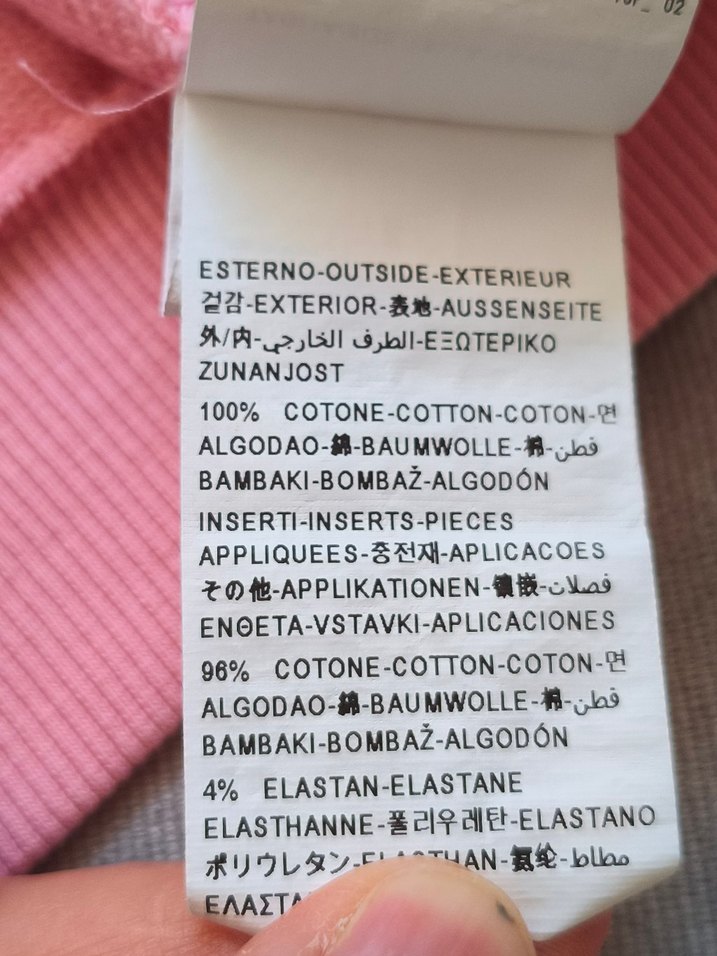 02
ESTERNO-OUTSIDE-EXTERIEUR
겉감-EXTERIOR-表地-AUSSENSEITE
外/内-الطرف الخارجي-ΕΞΩΤΕΡΙΚΟ
ZUNANJOST
100% COTONE-COTTON-COTON-면
ALGODAO-綿-BAUMWOLLE-棉-قطن
BAMBAKI-BOMBAŽ-ALGODÓN
INSERTI-INSERTS-PIECES
APPLIQUEES-충전재-APLICACOES
その他-APPLIKATIONEN-镶嵌-فصلات
ΕΝΘΕΤΑ-VSTAVKI-APLICACIONES
96% COTONE-COTTON-COTON-면
ALGODAO-綿-BAUMWOLLE-棉-قطن
BAMBAKI-BOMBAŽ-ALGODÓN
4% ELASTAN-ELASTANE
ELASTHANNE-폴리우레탄-ELASTANO
ポリウレタン-ELASTHAN-氨纶-مطاط